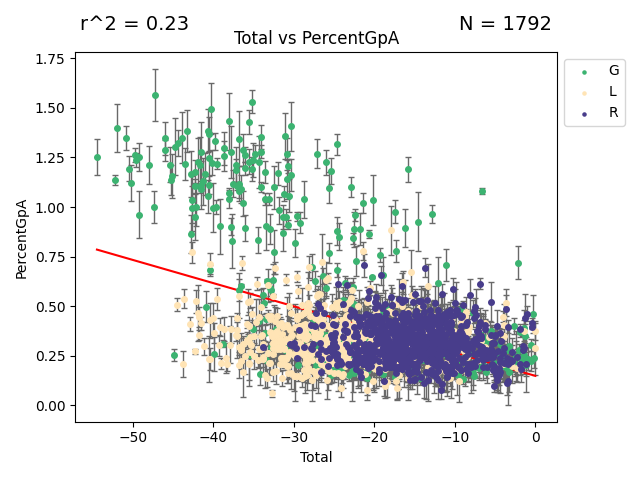 r^2 = 0.23 N = 1792
Total vs PercentGpA
1.75
1.50
1.25
1.00
0.75
0.50
0.25
0.00
PercentGpA
−50 −40 −30 −20 −10 0
Total
G
L
R